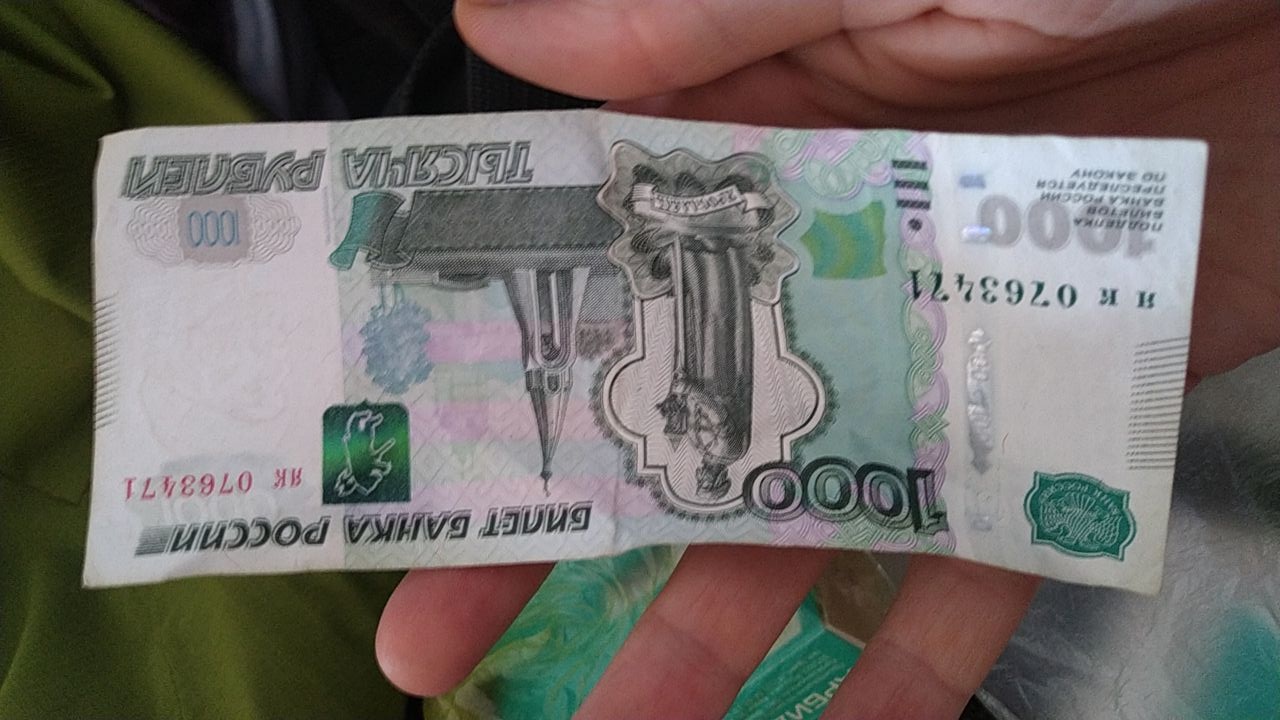 1000
ПОДДЕЛКА
БИЛЕТОВ
БАНКА РОССИИ
ПРЕСЛЕДУЕТСЯ
ПО ЗАКОНУ
1000
БИЛЕТ БАНКА РОССИИ
як 0763471
Я К 0763471
ЯРОСЛАВЛЬ
1000
ТЫСЯЧА РУБЛЕЙ